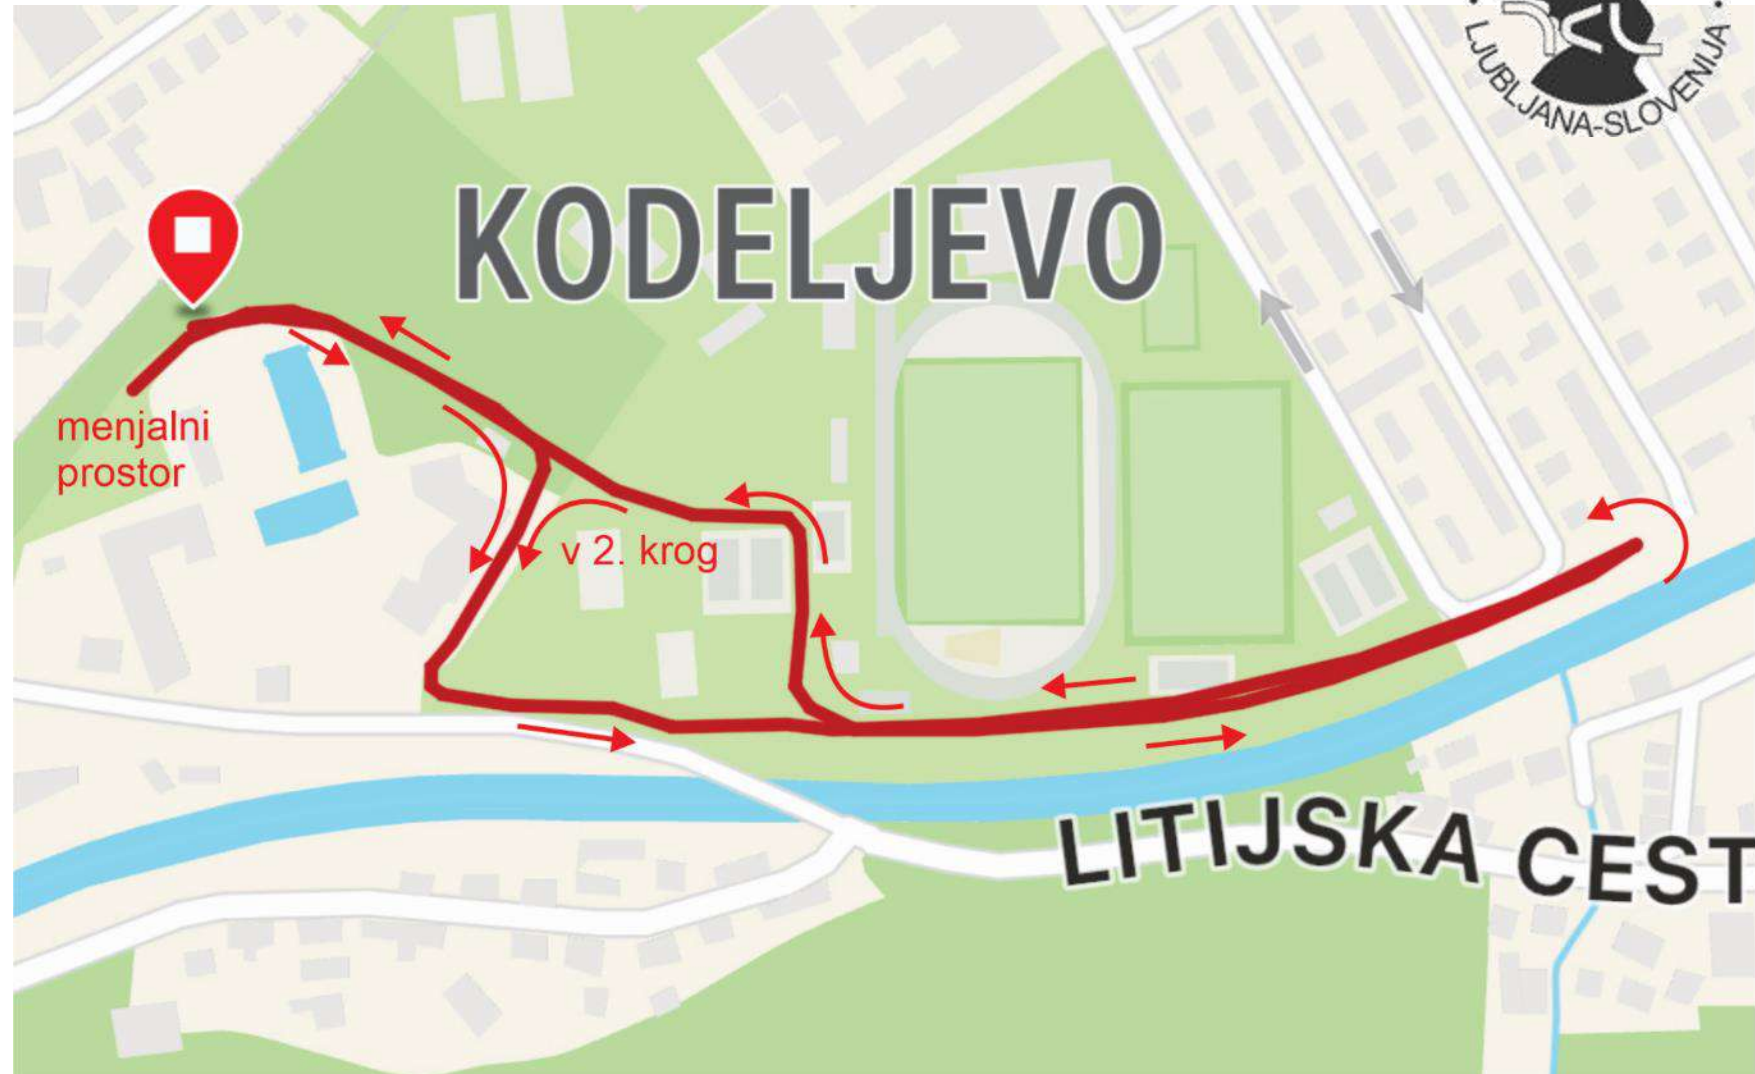 LJUBLJANA-SLOVENIJA
KODELJEVO
menjalni
prostor
v 2. krog
LITIJSKA CEST